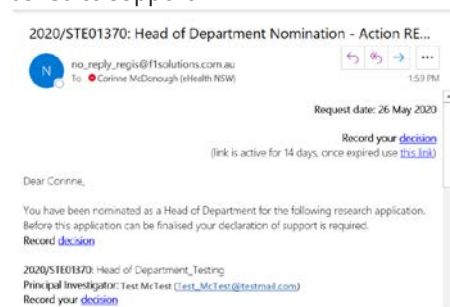 2020/STE01370: Head of Department Nomination - Action RE...
N
no_reply_regis@f1solutions.com.au
To Corinne McDonough (eHealth NSW)
1:59 PM
Request date: 26 May 2020
Record your decision
(link is active for 14 days, once expired use this link)
Dear Corinne,
You have been nominated as a Head of Department for the following research application.
Before this application can be finalised your declaration of support is required.
Record decision
2020/STE01370: Head of Department_Testing
Principal Investigator: Test McTest (Test_McTest@testmail.com)
Record your decision